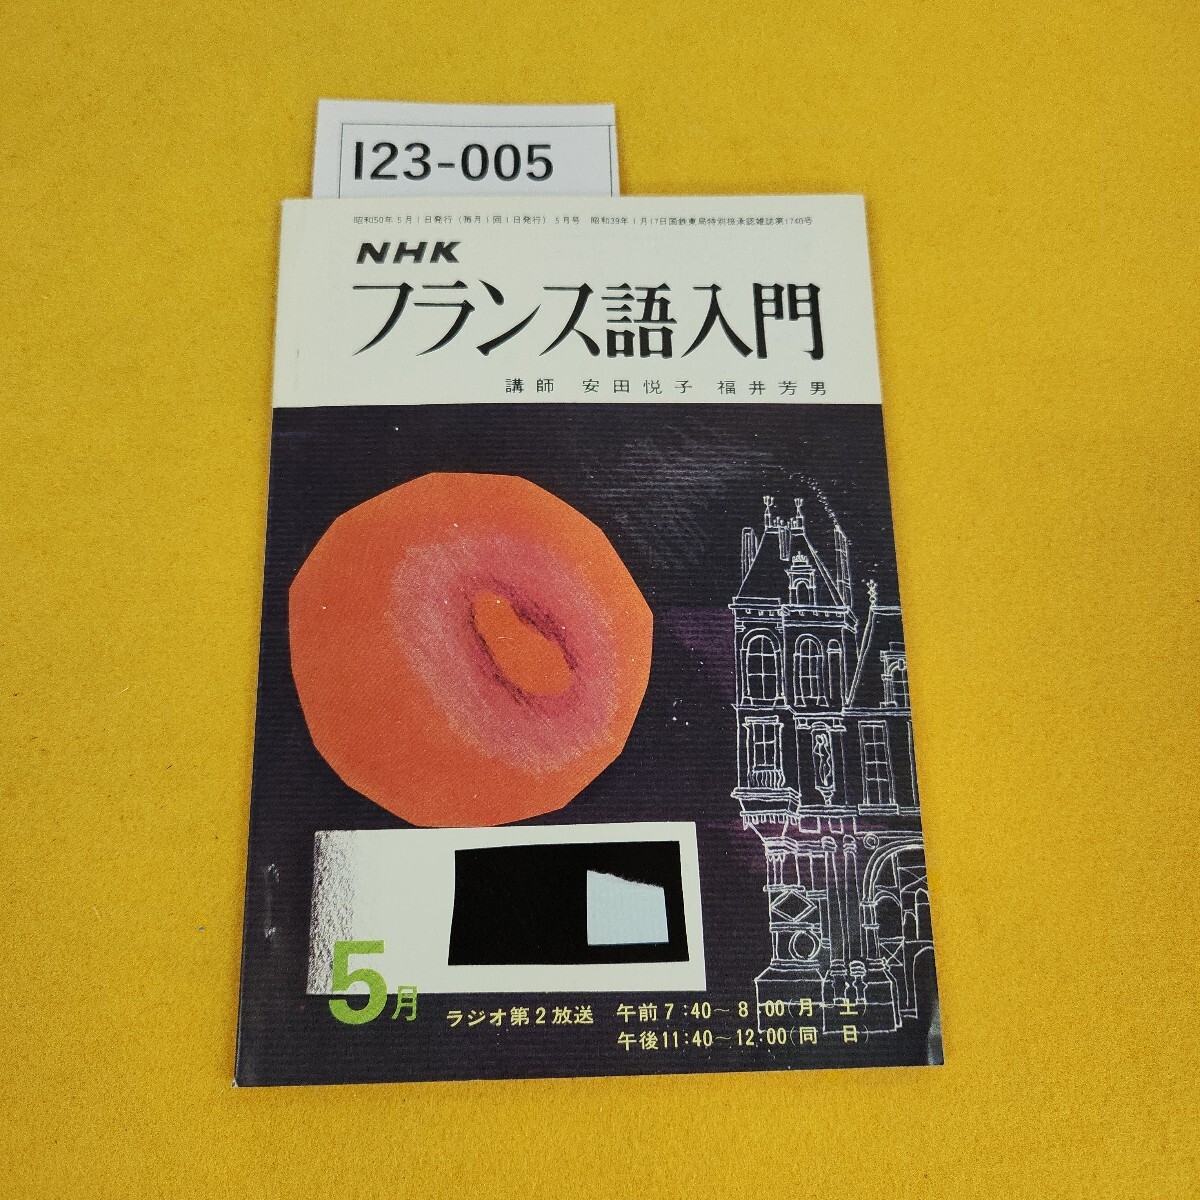 I23-005
昭和50年5月1日発行(毎月1回1日発行) 5月号 昭和39年1月17日国鉄東局特別扱承認雑誌第1740号
NHK
フランス語入門
講師 安田悦子 福井芳男
5月
ラジオ第2放送 午前7:40～8:00(月～土)
午後11:40～12:00(同 日)